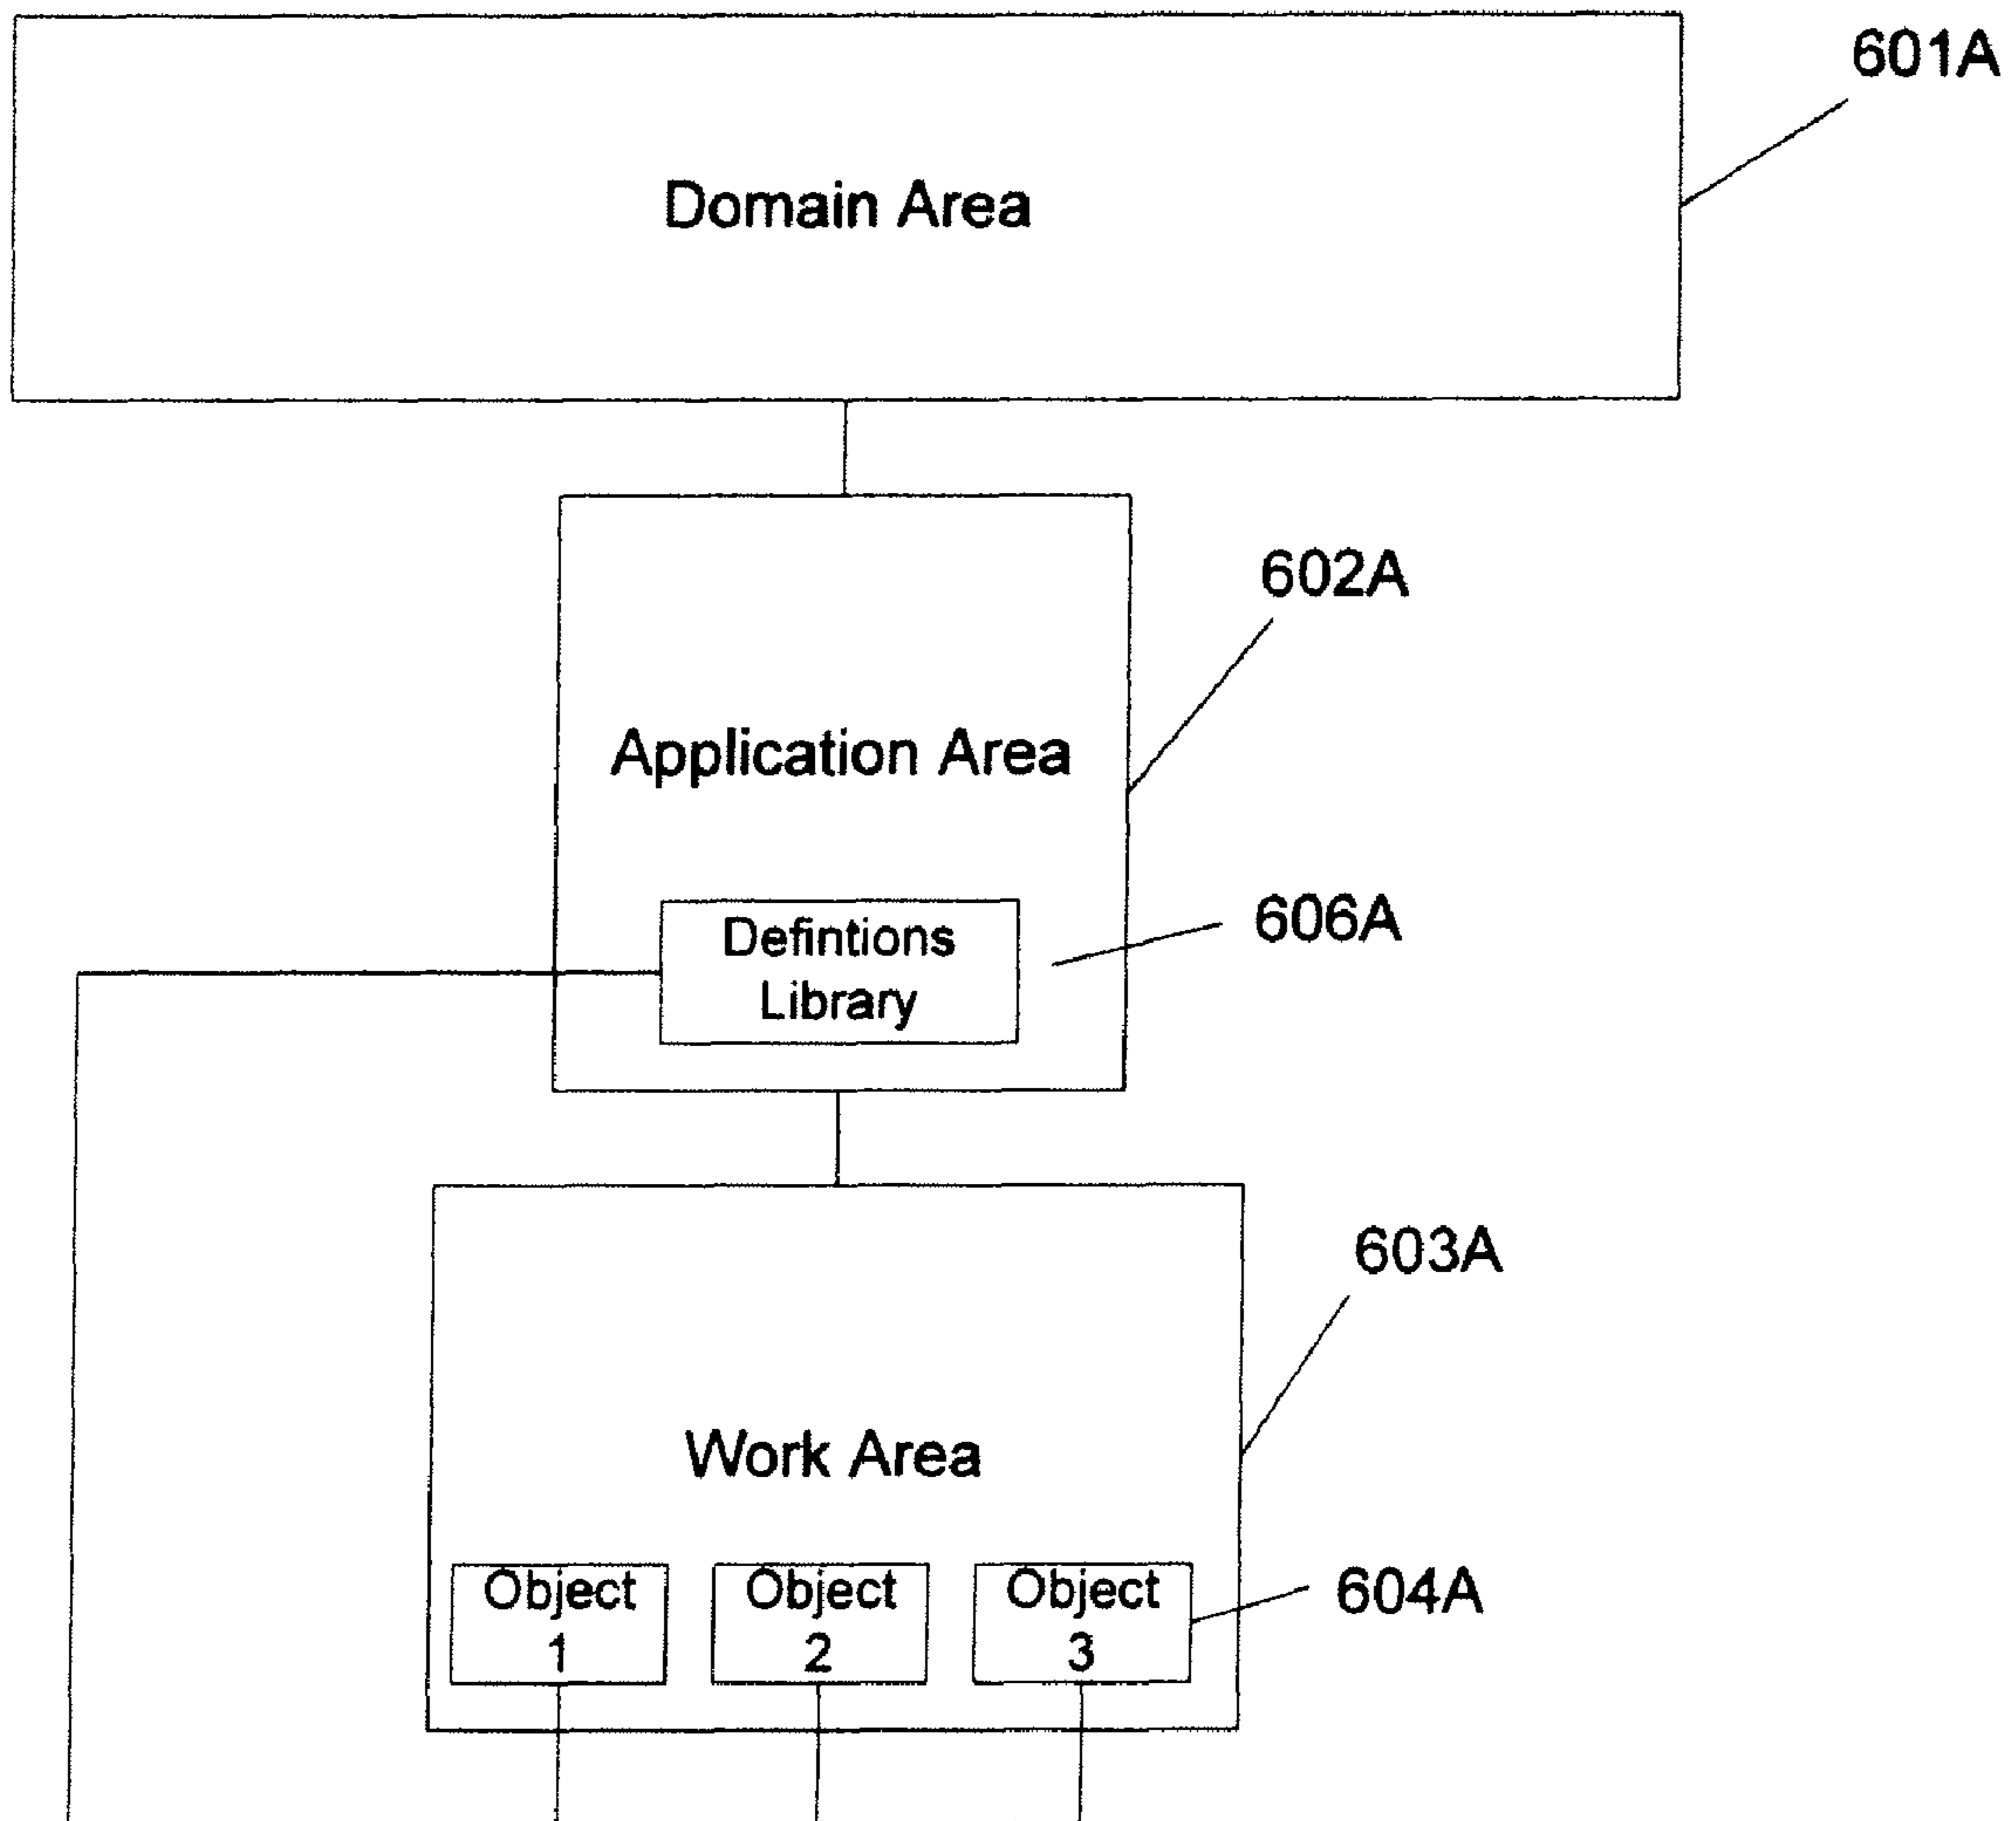 601A
Domain Area
602A
Application Area
606A
Defintions
Library
603A
Work Area
Object
1
Object
2
Object
3
604A